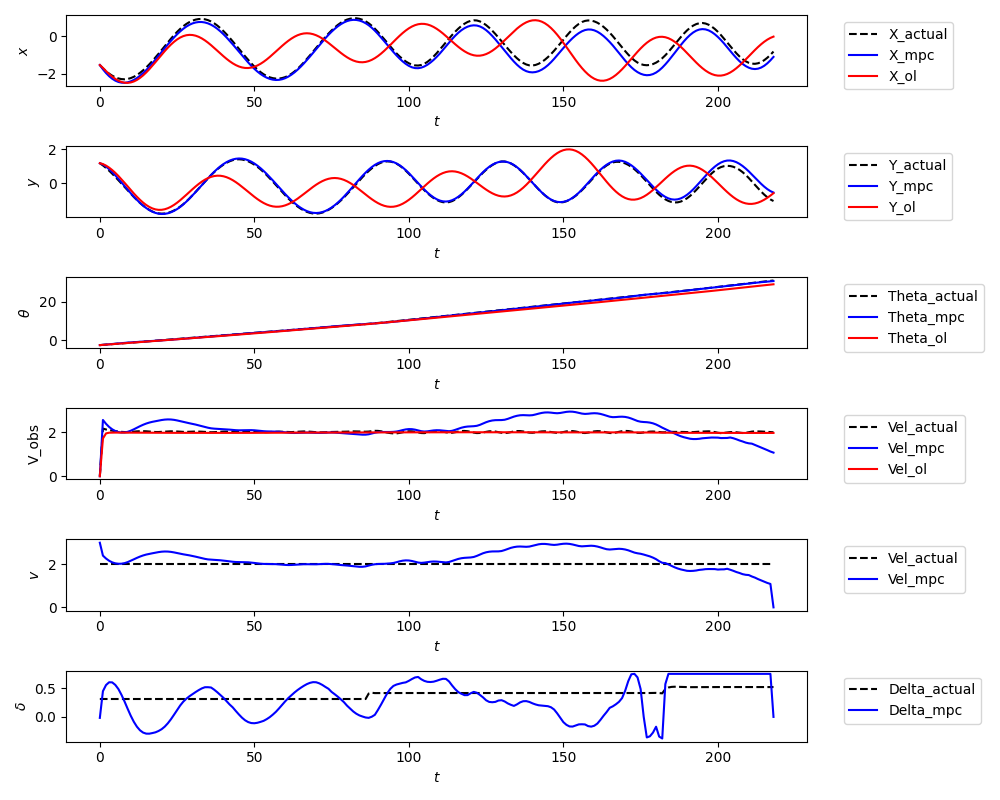 x
0
−2
0
50
100
150
200
t
X_actual
X_mpc
X_ol
y
2
0
0
50
100
150
200
t
Y_actual
Y_mpc
Y_ol
θ
20
0
0
50
100
150
200
t
Theta_actual
Theta_mpc
Theta_ol
V_obs
2
0
0
50
100
150
200
t
Vel_actual
Vel_mpc
Vel_ol
v
2
0
0
50
100
150
200
t
Vel_actual
Vel_mpc
δ
0.5
0.0
0
50
100
150
200
t
Delta_actual
Delta_mpc